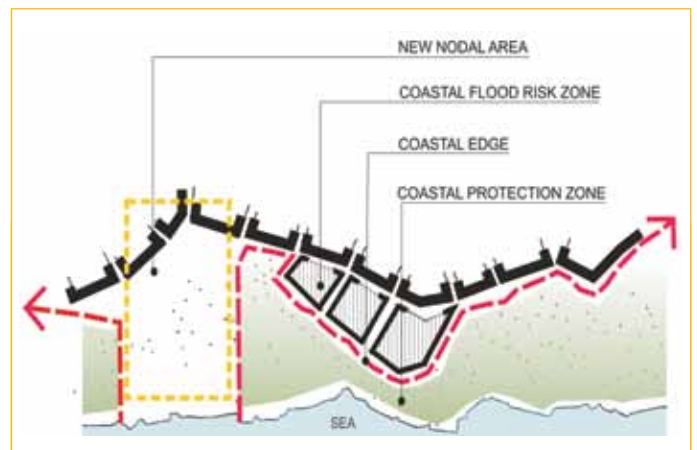 NEW NODAL AREA
COASTAL FLOOD RISK ZONE
COASTAL EDGE
COASTAL PROTECTION ZONE
SEA